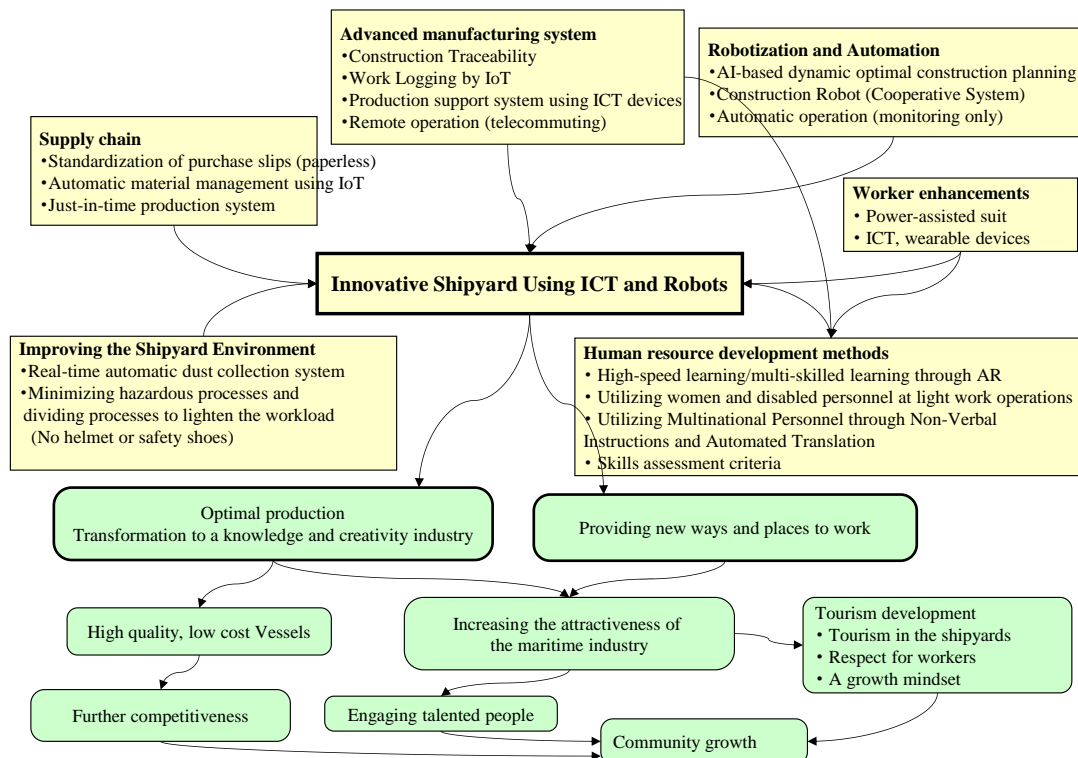 Advanced manufacturing system
•Construction Traceability
•Work Logging by IoT
•Production support system using ICT devices
•Remote operation (telecommuting)
Robotization and Automation
•AI-based dynamic optimal construction planning
•Construction Robot (Cooperative System)
•Automatic operation (monitoring only)
Supply chain
•Standardization of purchase slips (paperless)
•Automatic material management using IoT
•Just-in-time production system
Worker enhancements
• Power-assisted suit
• ICT, wearable devices
Innovative Shipyard Using ICT and Robots
Improving the Shipyard Environment
•Real-time automatic dust collection system
•Minimizing hazardous processes and
dividing processes to lighten the workload
(No helmet or safety shoes)
Human resource development methods
• High-speed learning/multi-skilled learning through AR
• Utilizing women and disabled personnel at light work operations
• Utilizing Multinational Personnel through Non-Verbal
Instructions and Automated Translation
• Skills assessment criteria
Optimal production
Transformation to a knowledge and creativity industry
Providing new ways and places to work
High quality, low cost Vessels
Increasing the attractiveness of
the maritime industry
Tourism development
• Tourism in the shipyards
• Respect for workers
• A growth mindset
Further competitiveness
Engaging talented people
Community growth